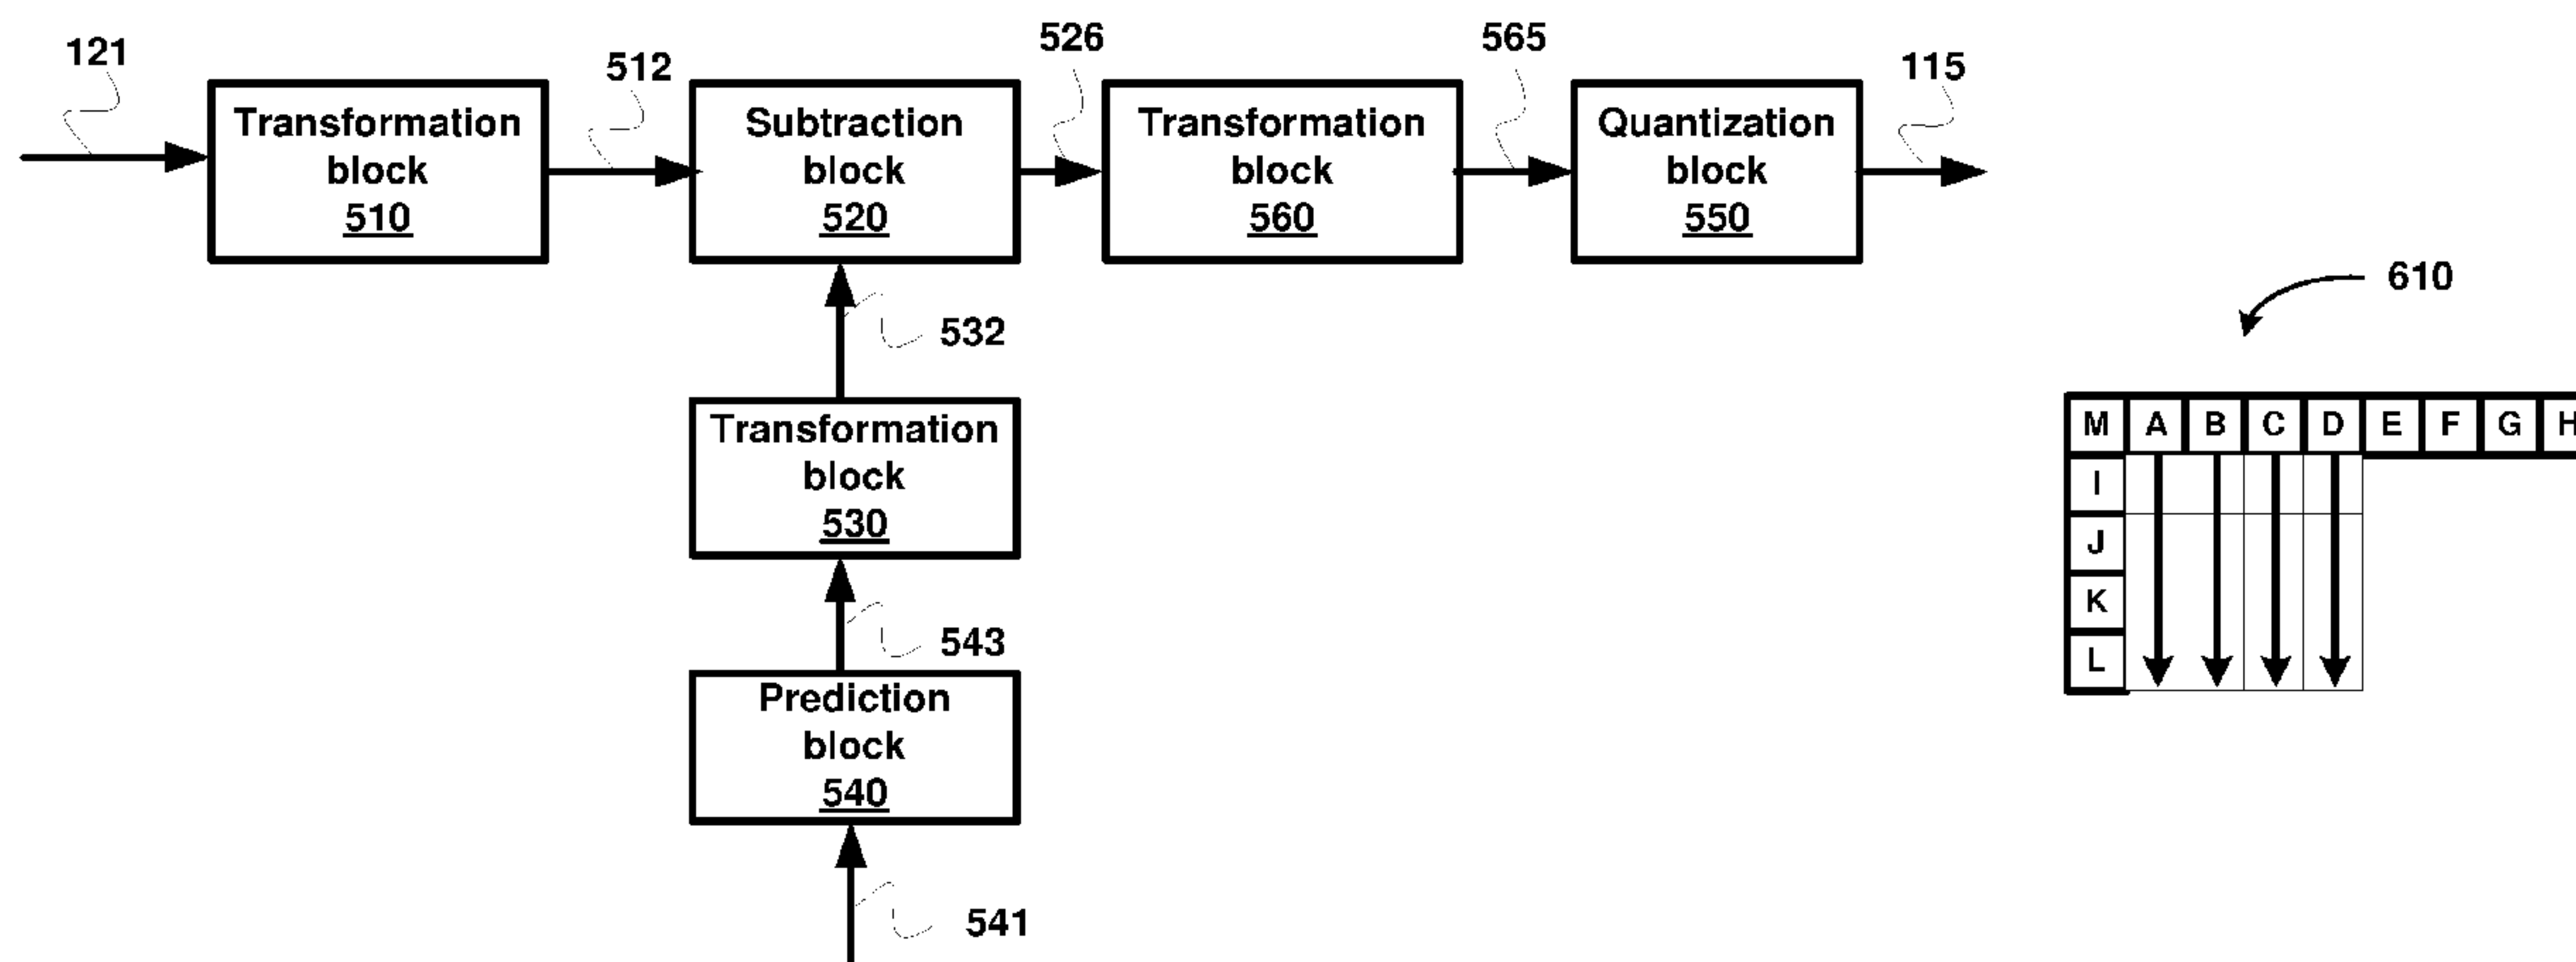 121
512
526
565
115
Transformation
block
510
Subtraction
block
520
Transformation
block
560
Quantization
block
550
532
610
Transformation
block
530
M A B C D E F G H
I
J
K
L
543
Prediction
block
540
541